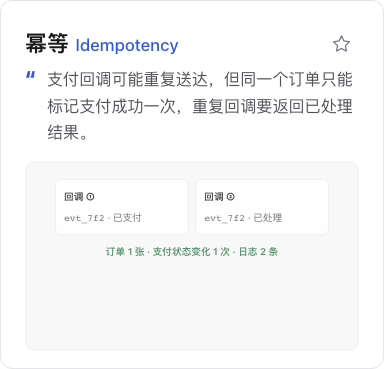 幂等 Idempotency
“ 支付回调可能重复送达，但同一个订单只能
标记支付成功一次，重复回调要返回已处理
结果。
回调 ①
evt_7f2 · 已支付
回调 ②
evt_7f2 · 已处理
订单 1 张 · 支付状态变化 1 次 · 日志 2 条